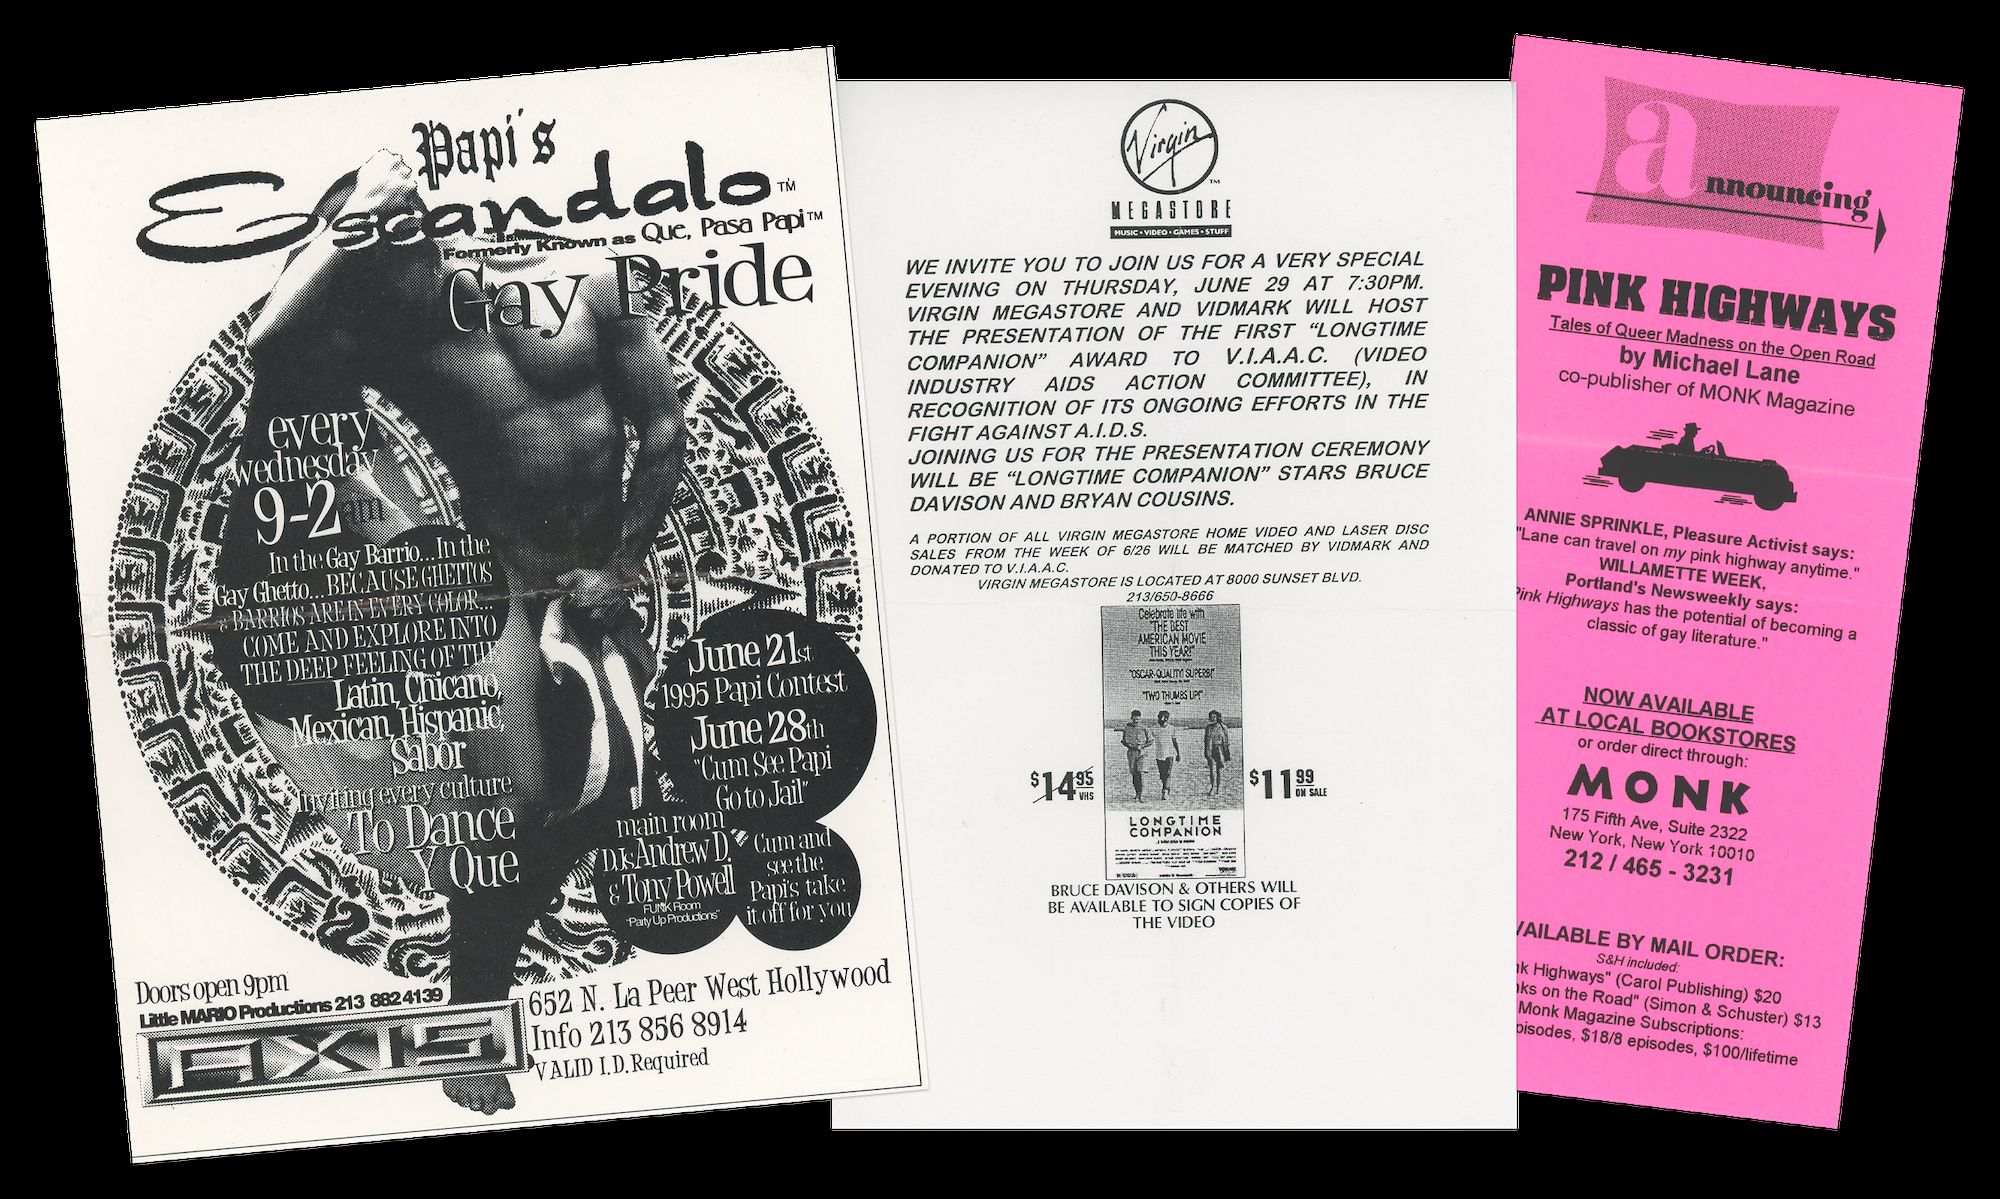 Papi's
Escandalo™
Formerly Known as Que, Pasa Papi™
Gay Pride
every
wednesday
9-2am
In the Gay Barrio...In the
Gay Ghetto... BECAUSE GHETTOS
& BARRIOS ARE IN EVERY COLOR...
COME AND EXPLORE INTO
THE DEEP FEELING OF THE
Latin, Chicano,
Mexican, Hispanic,
Sabor
inviting every culture
To Dance
Y Que
June 21st
1995 Papi Contest
June 28th
"Cum See Papi
Go to Jail"
main room
DJs Andrew D.
& Tony Powell
FUNK Room
"Party Up Productions"
Cum and
see the
Papi's take
it off for you
Doors open 9pm
Little MARIO Productions 213 882 4139
AXIS
652 N. La Peer West Hollywood
Info 213 856 8914
VALID I.D. Required
Virgin™
MEGASTORE
MUSIC • VIDEO • GAMES • STUFF
WE INVITE YOU TO JOIN US FOR A VERY SPECIAL
EVENING ON THURSDAY, JUNE 29 AT 7:30PM.
VIRGIN MEGASTORE AND VIDMARK WILL HOST
THE PRESENTATION OF THE FIRST "LONGTIME
COMPANION" AWARD TO V.I.A.A.C. (VIDEO
INDUSTRY AIDS ACTION COMMITTEE), IN
RECOGNITION OF ITS ONGOING EFFORTS IN THE
FIGHT AGAINST A.I.D.S.
JOINING US FOR THE PRESENTATION CEREMONY
WILL BE "LONGTIME COMPANION" STARS BRUCE
DAVISON AND BRYAN COUSINS.
A PORTION OF ALL VIRGIN MEGASTORE HOME VIDEO AND LASER DISC
SALES FROM THE WEEK OF 6/26 WILL BE MATCHED BY VIDMARK AND
DONATED TO V.I.A.A.C.
VIRGIN MEGASTORE IS LOCATED AT 8000 SUNSET BLVD.
213/650-8666
Celebrate life with
"THE BEST
AMERICAN MOVIE
THIS YEAR!"
"OSCAR-QUALITY! SUPERB!"
"TWO THUMBS UP!"
$14.95 VHS
$11.99 ON SALE
LONGTIME
COMPANION
BRUCE DAVISON & OTHERS WILL
BE AVAILABLE TO SIGN COPIES OF
THE VIDEO
announcing
PINK HIGHWAYS
Tales of Queer Madness on the Open Road
by Michael Lane
co-publisher of MONK Magazine
ANNIE SPRINKLE, Pleasure Activist says:
"Lane can travel on my pink highway anytime."
WILLAMETTE WEEK,
Portland's Newsweekly says:
Pink Highways has the potential of becoming a
classic of gay literature."
NOW AVAILABLE
AT LOCAL BOOKSTORES
or order direct through:
MONK
175 Fifth Ave, Suite 2322
New York, New York 10010
212 / 465 - 3231
VAILABLE BY MAIL ORDER:
S&H included:
nk Highways" (Carol Publishing) $20
nks on the Road" (Simon & Schuster) $13
Monk Magazine Subscriptions:
pisodes, $18/8 episodes, $100/lifetime